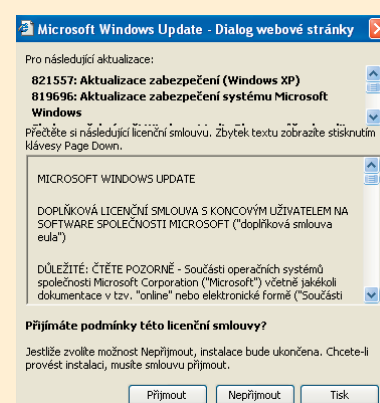 Microsoft Windows Update - Dialog webové stránky
Pro následující aktualizace:
821557: Aktualizace zabezpečení (Windows XP)
819696: Aktualizace zabezpečení systému Microsoft
Windows
Přečtěte si následující licenční smlouvu. Zbytek textu zobrazíte stisknutím
klávesy Page Down.
MICROSOFT WINDOWS UPDATE
DOPLŇKOVÁ LICENČNÍ SMLOUVA S KONCOVÝM UŽIVATELEM NA
SOFTWARE SPOLEČNOSTI MICROSOFT ("doplňková smlouva
eula")
DŮLEŽITÉ: ČTĚTE POZORNĚ - Součásti operačních systémů
společnosti Microsoft Corporation ("Microsoft") včetně jakékoli
dokumentace v tzv. "online" nebo elektronické formě ("Součásti
Přijímáte podmínky této licenční smlouvy?
Jestliže zvolíte možnost Nepřijmout, instalace bude ukončena. Chcete-li
provést instalaci, musíte smlouvu přijmout.
Přijmout Nepřijmout Tisk